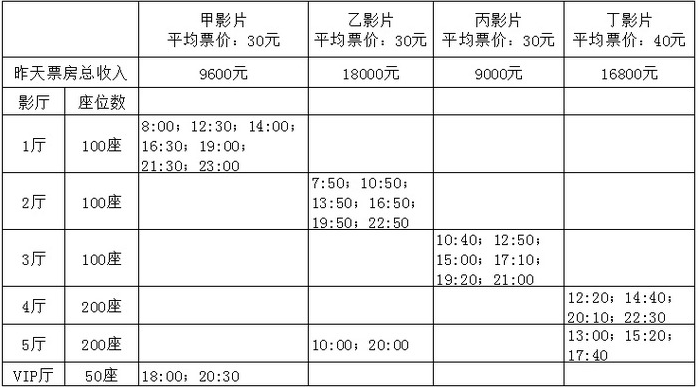 甲影片 乙影片 丙影片 丁影片
平均票价：30元 平均票价：30元 平均票价：30元 平均票价：40元
昨天票房总收入 9600元 18000元 9000元 16800元
影厅 座位数
1厅 100座 8:00；12:30；14:00；
16:30；19:00；
21:30；23:00
2厅 100座 7:50；10:50；
13:50；16:50；
19:50；22:50
3厅 100座 10:40；12:50；
15:00；17:10；
19:20；21:00
4厅 200座 12:20；14:40；
20:10；22:30
5厅 200座 10:00；20:00 13:00；15:20；
17:40
VIP厅 50座 18:00；20:30